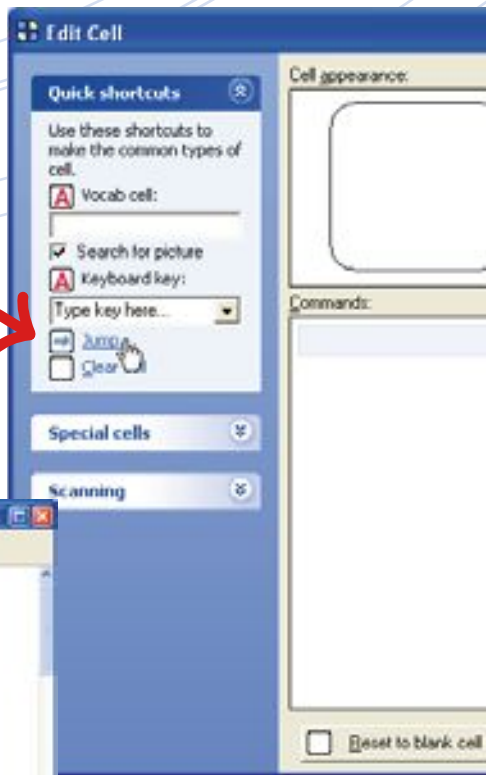 Edit Cell
Quick shortcuts
Use these shortcuts to
make the common types of
cell.
Vocab cell:
Search for picture
Keyboard key:
Type key here...
Jump
Clear
Special cells
Scanning
Cell appearance:
Commands:
Reset to blank cell